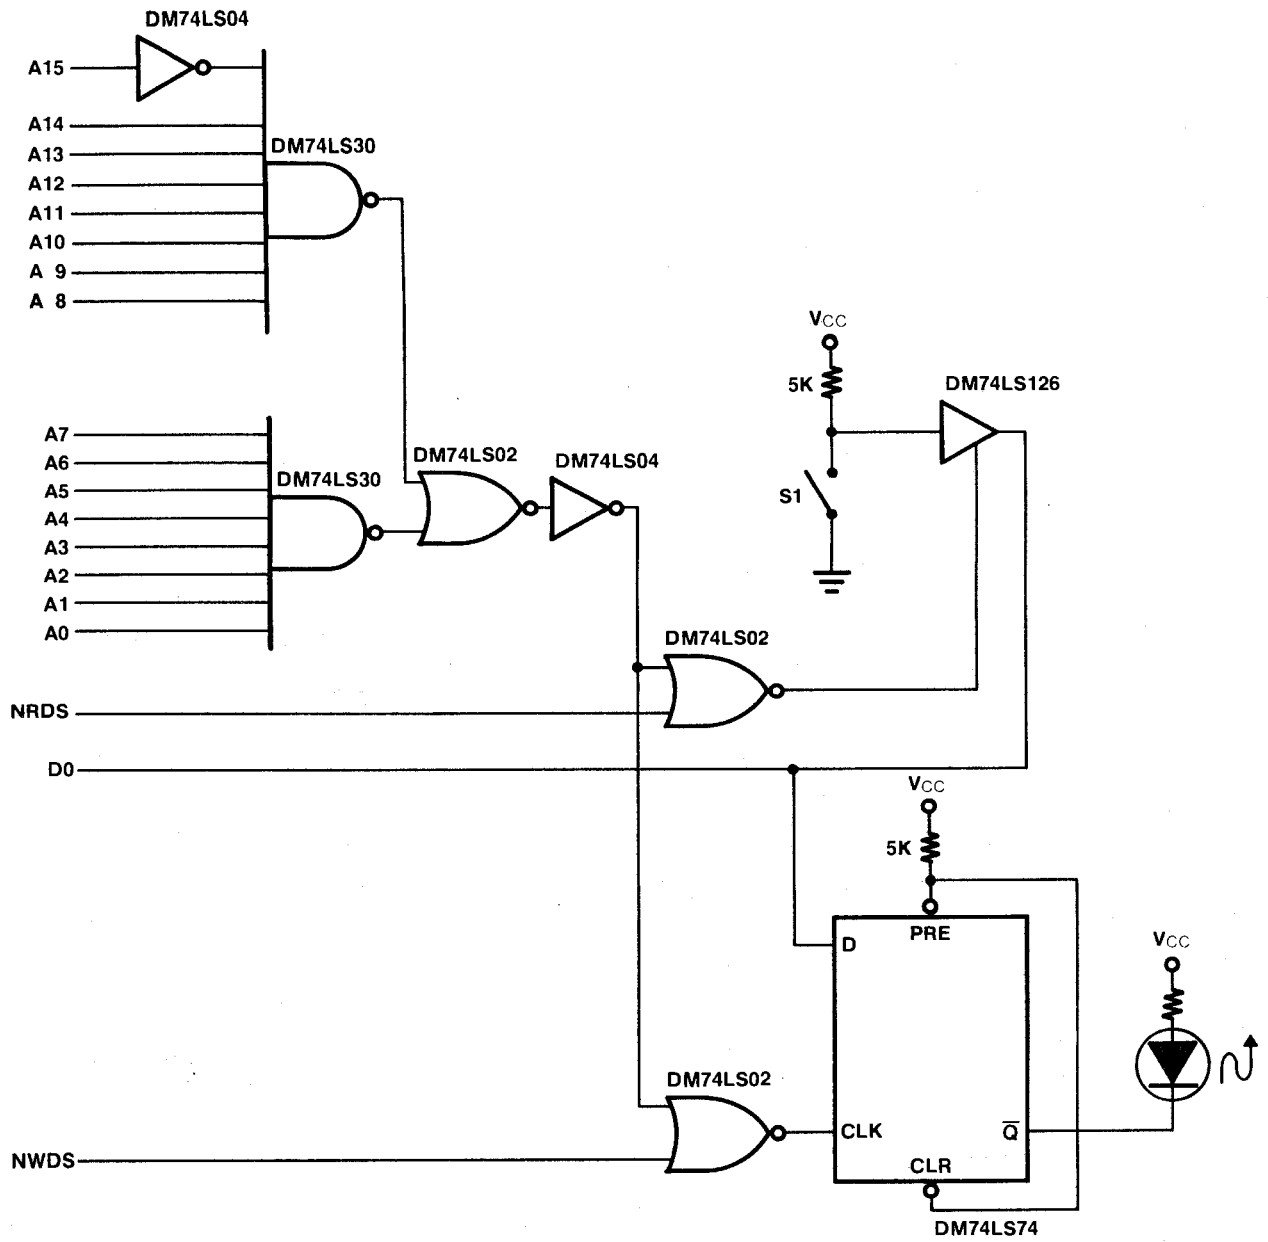 DM74LS04
A15
A14
DM74LS30
A13
A12
A11
A10
A 9
A 8
VCC
5K
DM74LS126
A7
A6
DM74LS02
DM74LS04
A5
DM74LS30
S1
A4
A3
A2
A1
A0
DM74LS02
NRDS
D0
VCC
5K
PRE
D
VCC
DM74LS02
CLK
Q̅
NWDS
CLR
DM74LS74